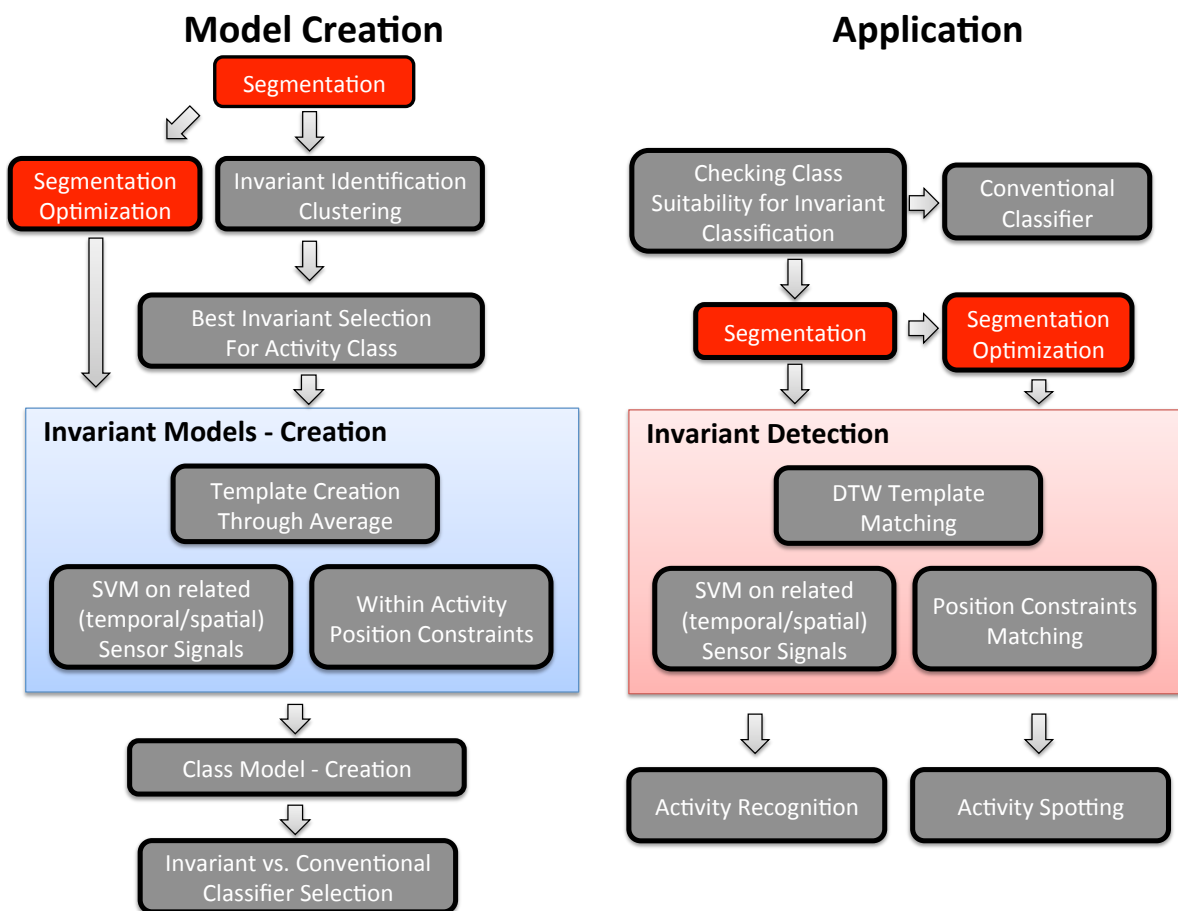 Model Creation
Segmentation
Segmentation
Optimization
Invariant Identification
Clustering
Best Invariant Selection
For Activity Class
Invariant Models - Creation
Template Creation
Through Average
SVM on related
(temporal/spatial)
Sensor Signals
Within Activity
Position Constraints
Class Model - Creation
Invariant vs. Conventional
Classifier Selection
Application
Checking Class
Suitability for Invariant
Classification
Conventional
Classifier
Segmentation
Segmentation
Optimization
Invariant Detection
DTW Template
Matching
SVM on related
(temporal/spatial)
Sensor Signals
Position Constraints
Matching
Activity Recognition
Activity Spotting